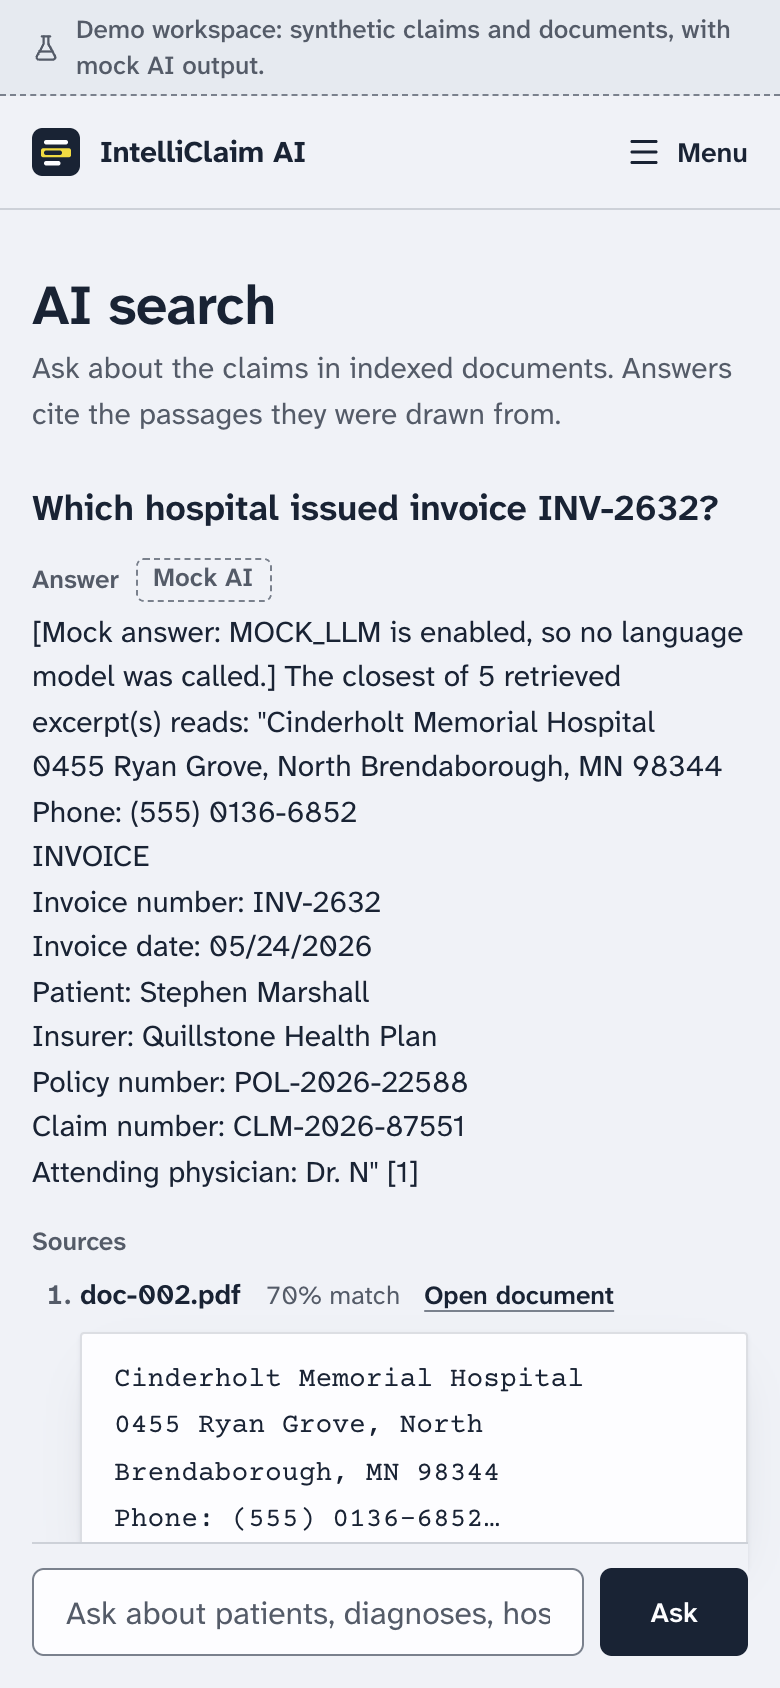 Demo workspace: synthetic claims and documents, with
mock AI output.
IntelliClaim AI
Menu
AI search
Ask about the claims in indexed documents. Answers
cite the passages they were drawn from.
Which hospital issued invoice INV-2632?
Answer
Mock AI
[Mock answer: MOCK_LLM is enabled, so no language
model was called.] The closest of 5 retrieved
excerpt(s) reads: "Cinderholt Memorial Hospital
0455 Ryan Grove, North Brendaborough, MN 98344
Phone: (555) 0136-6852
INVOICE
Invoice number: INV-2632
Invoice date: 05/24/2026
Patient: Stephen Marshall
Insurer: Quillstone Health Plan
Policy number: POL-2026-22588
Claim number: CLM-2026-87551
Attending physician: Dr. N" [1]
Sources
1. doc-002.pdf 70% match Open document
Cinderholt Memorial Hospital
0455 Ryan Grove, North
Brendaborough, MN 98344
Phone: (555) 0136-6852…
Ask about patients, diagnoses, hos
Ask